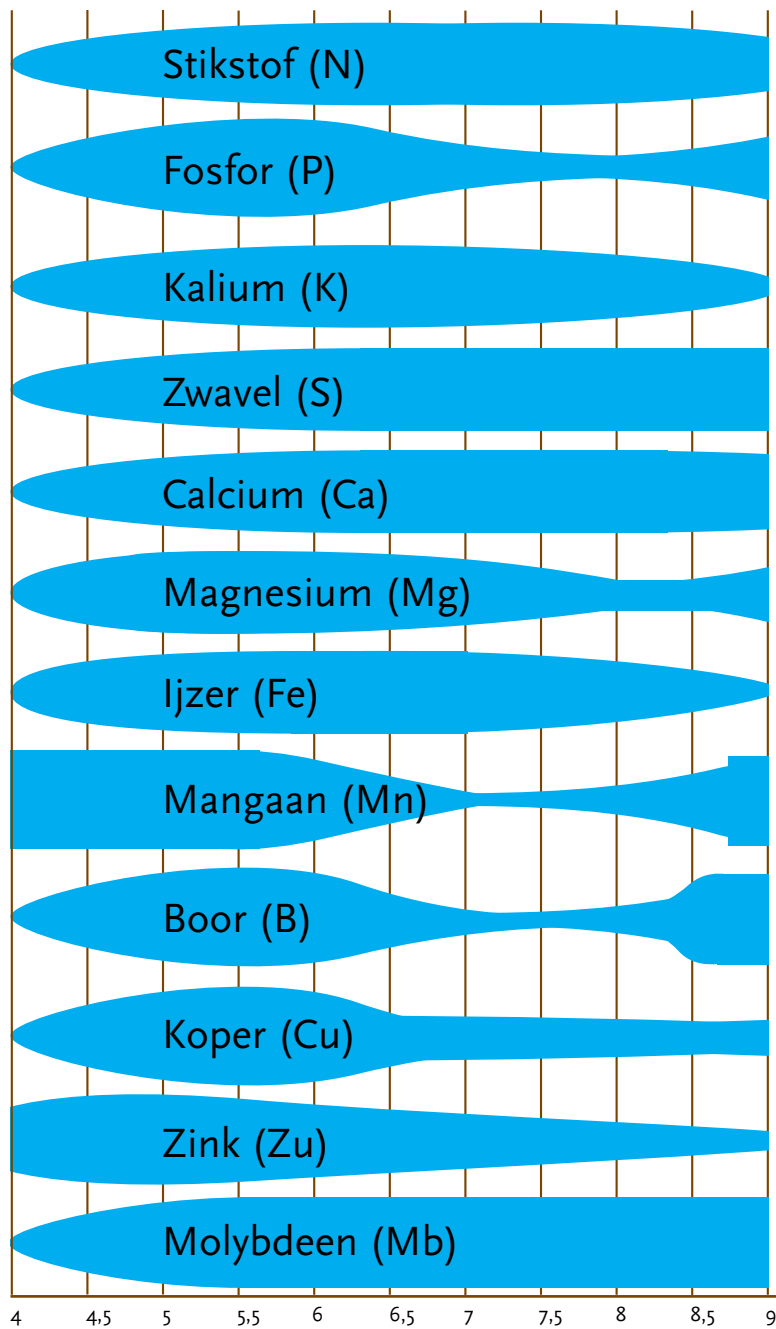 Stikstof (N)
Fosfor (P)
Kalium (K)
Zwavel (S)
Calcium (Ca)
Magnesium (Mg)
Ijzer (Fe)
Mangaan (Mn)
Boor (B)
Koper (Cu)
Zink (Zu)
Molybdeen (Mb)
4 4,5 5 5,5 6 6,5 7 7,5 8 8,5 9